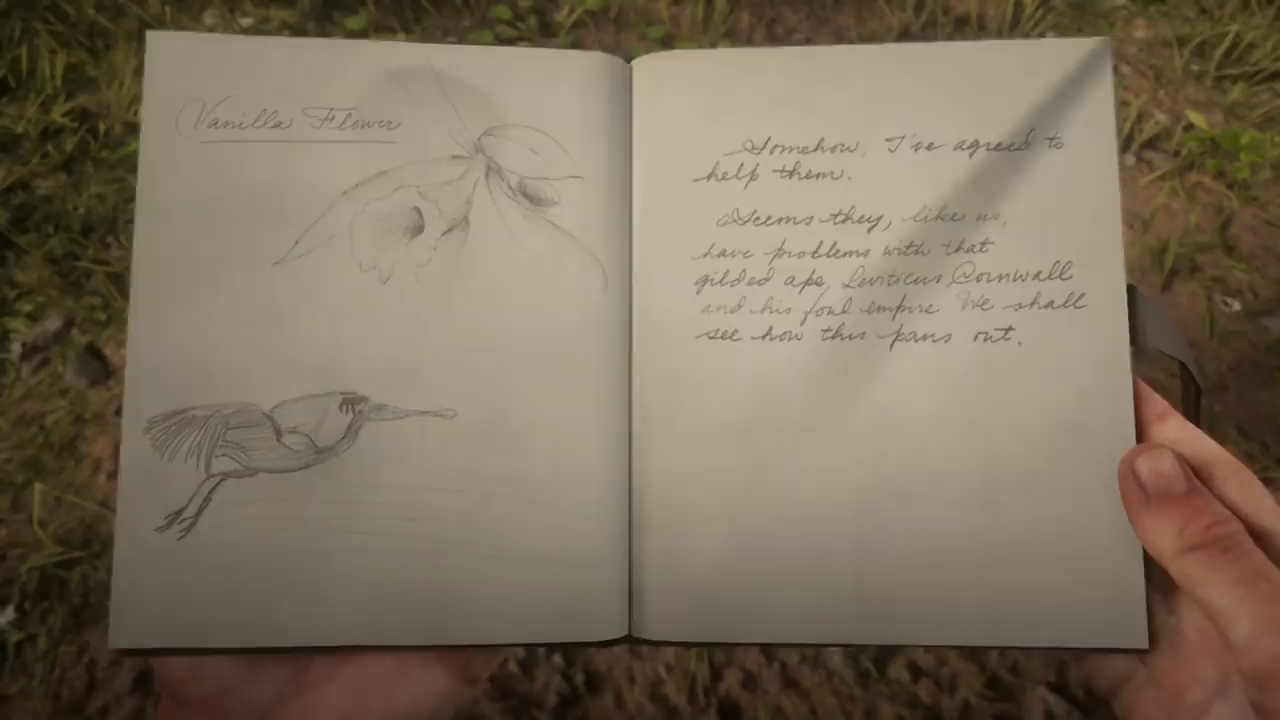 Vanilla Flower
Somehow, I've agreed to
help them.
Seems they, like us,
have problems with that
gilded ape, Leviticus Cornwall
and his foul empire. We shall
see how this pans out.